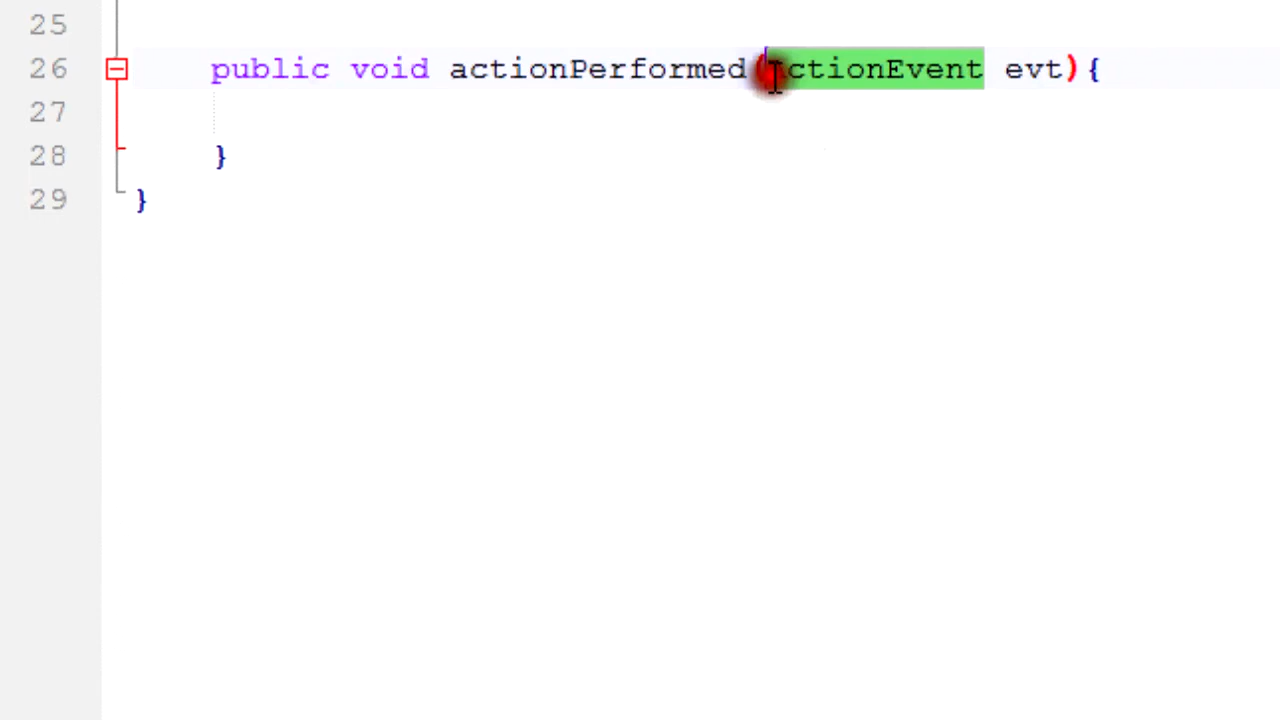 25
26 public void actionPerformed(actionEvent evt){
27
28 }
29 }